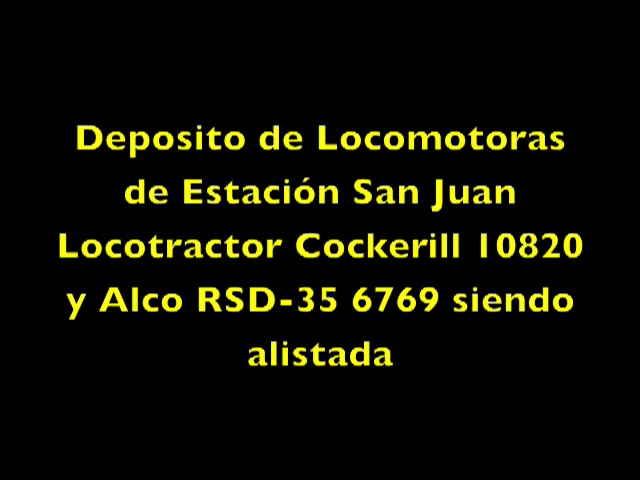 Deposito de Locomotoras
de Estación San Juan
Locotractor Cockerill 10820
y Alco RSD-35 6769 siendo
alistada